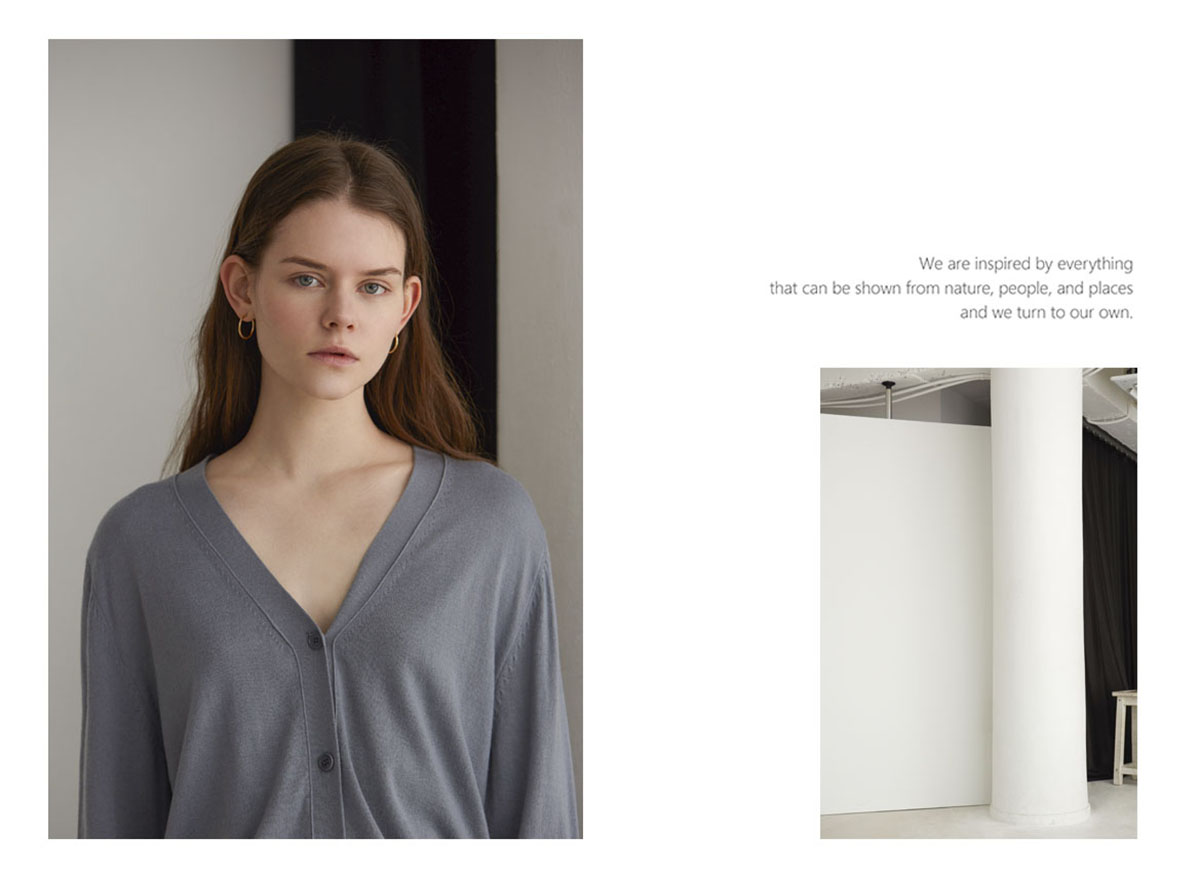 We are inspired by everything
that can be shown from nature, people, and places
and we turn to our own.